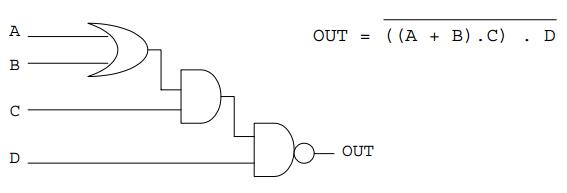 A
B
C
D
OUT = ((A + B).C) . D
OUT